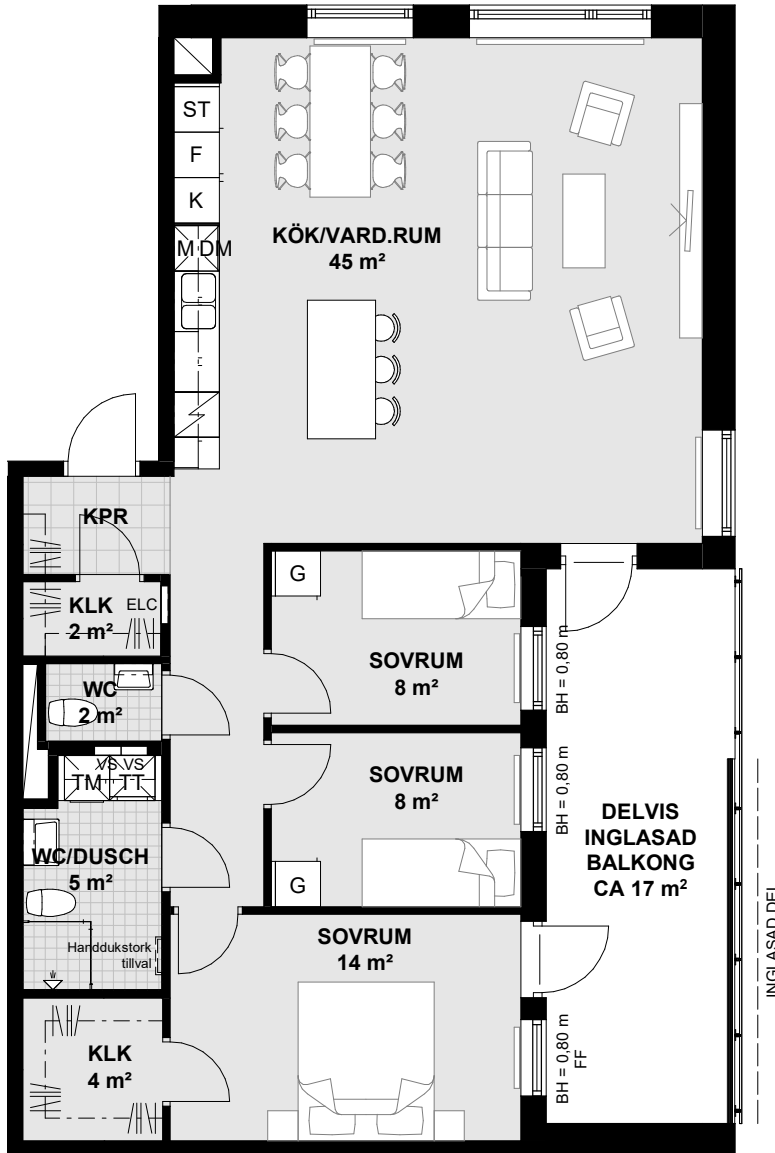 ST
F
K
M DM
KÖK/VARD.RUM
45 m²
KPR
KLK
2 m²
ELC
WC
2 m²
VS VS
TM TT
WC/DUSCH
5 m²
Handdukstork
tillval
KLK
4 m²
G
SOVRUM
8 m²
SOVRUM
8 m²
G
SOVRUM
14 m²
BH = 0,80 m
BH = 0,80 m
BH = 0,80 m
FF
DELVIS
INGLASAD
BALKONG
CA 17 m²
INGLASAD DEL